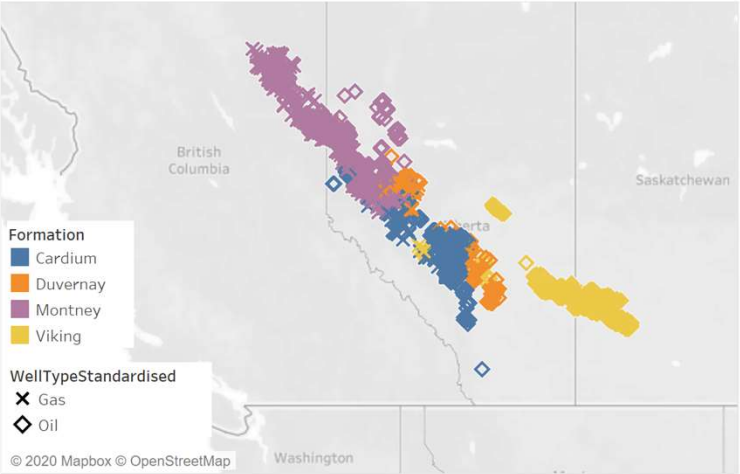 British
Columbia
Saskatchewan
Formation
Cardium
Duvernay
Montney
Viking
WellTypeStandardised
Gas
Oil
© 2020 Mapbox © OpenStreetMap
Washington